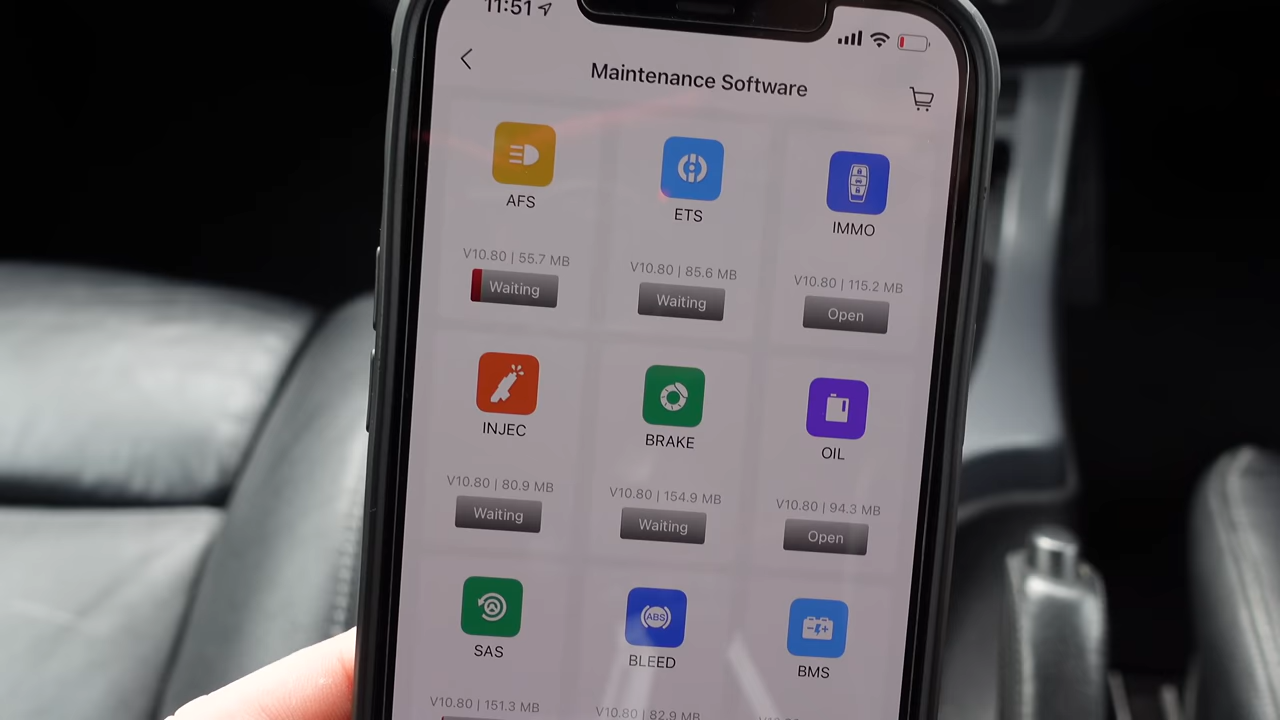 11:51
Maintenance Software
AFS
ETS
IMMO
V10.80 | 55.7 MB
V10.80 | 85.6 MB
V10.80 | 115.2 MB
Waiting
Waiting
Open
INJEC
BRAKE
OIL
V10.80 | 80.9 MB
V10.80 | 154.9 MB
V10.80 | 94.3 MB
Waiting
Waiting
Open
ABS
SAS
BLEED
BMS
V10.80 | 151.3 MB
V10.80 | 82.9 MB